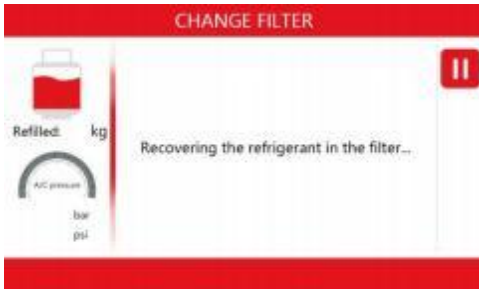 CHANGE FILTER
Refilled: kg
Recovering the refrigerant in the filter...
A/C pressure
bar
psi